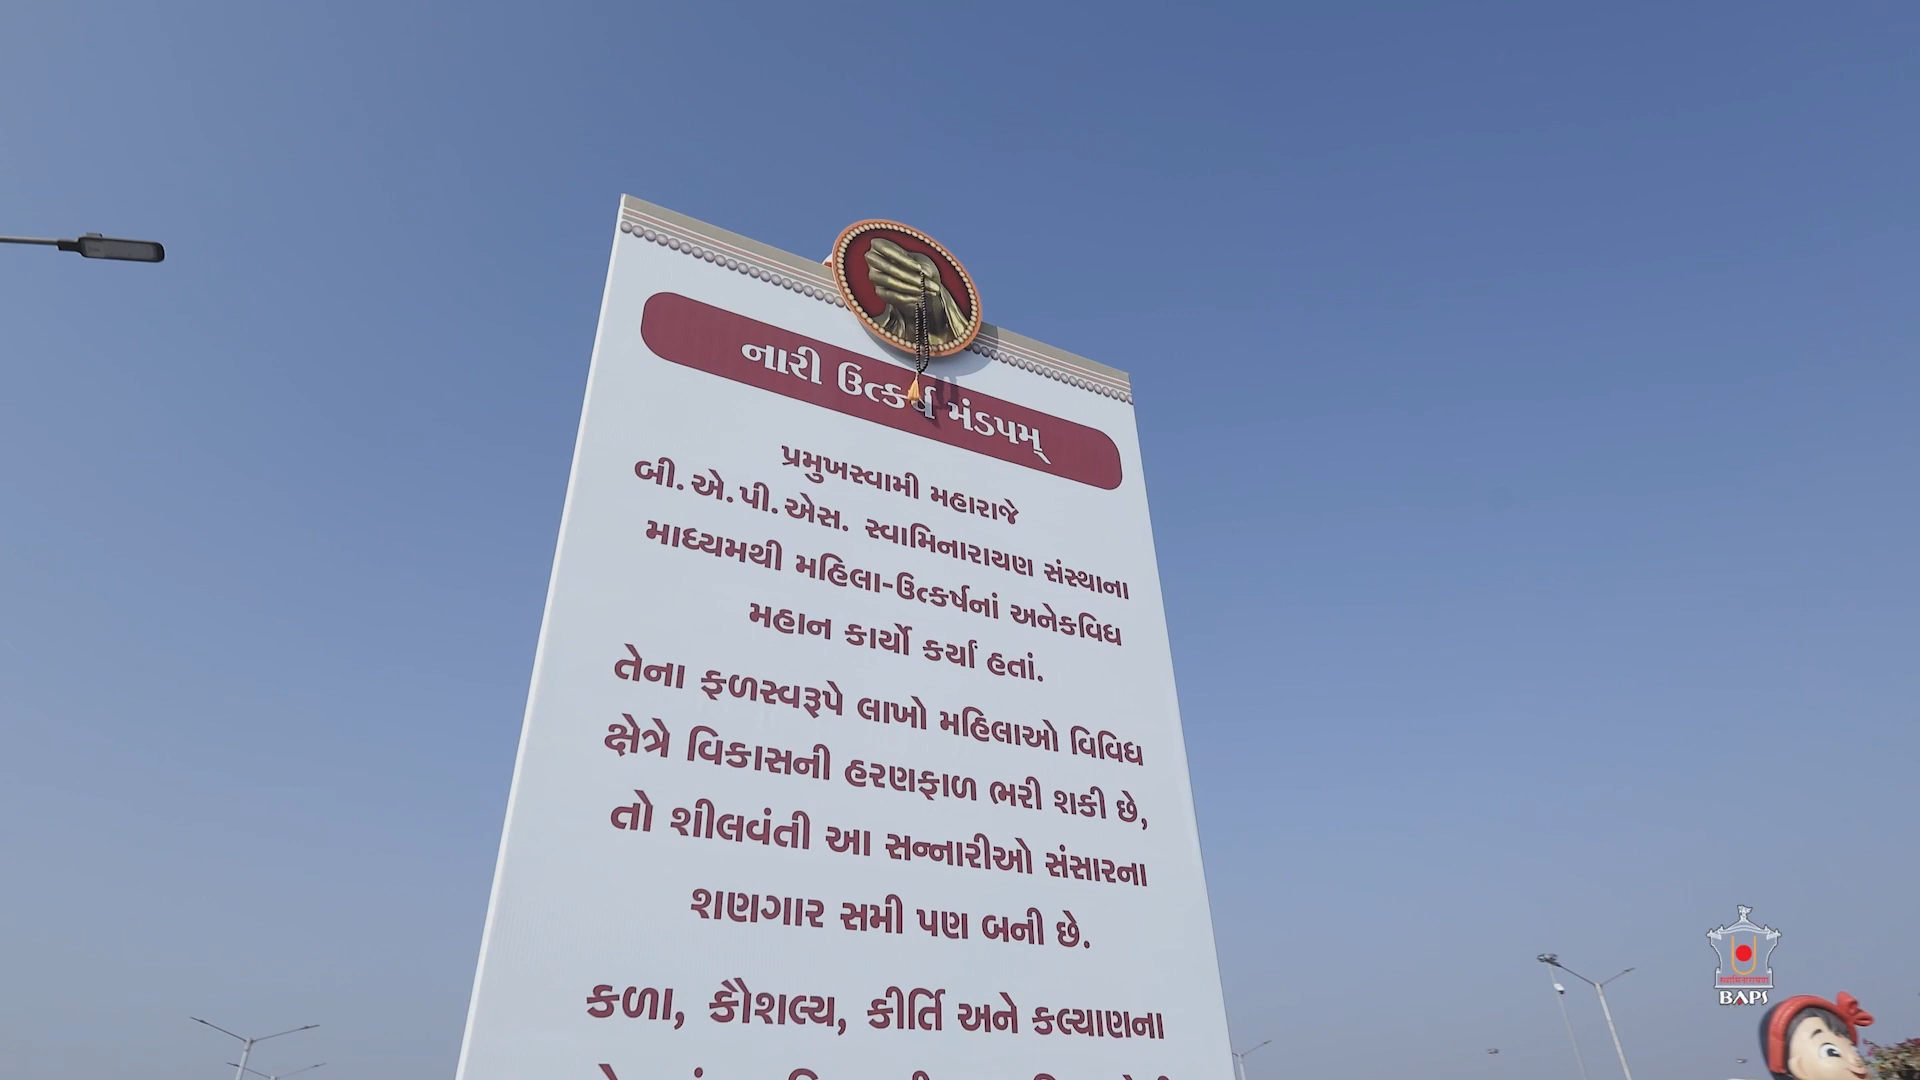 નારી ઉત્કર્ષ મંડપમ્
પ્રમુખસ્વામી મહારાજે
બી.એ.પી.એસ. સ્વામિનારાયણ સંસ્થાના
માધ્યમથી મહિલા-ઉત્કર્ષનાં અનેકવિધ
મહાન કાર્યો કર્યાં હતાં.
તેના ફળસ્વરૂપે લાખો મહિલાઓ વિવિધ
ક્ષેત્રે વિકાસની હરણફાળ ભરી શકી છે,
તો શીલવંતી આ સન્નારીઓ સંસારના
શણગાર સમી પણ બની છે.
કળા, કૌશલ્ય, કીર્તિ અને કલ્યાણના
BAPS